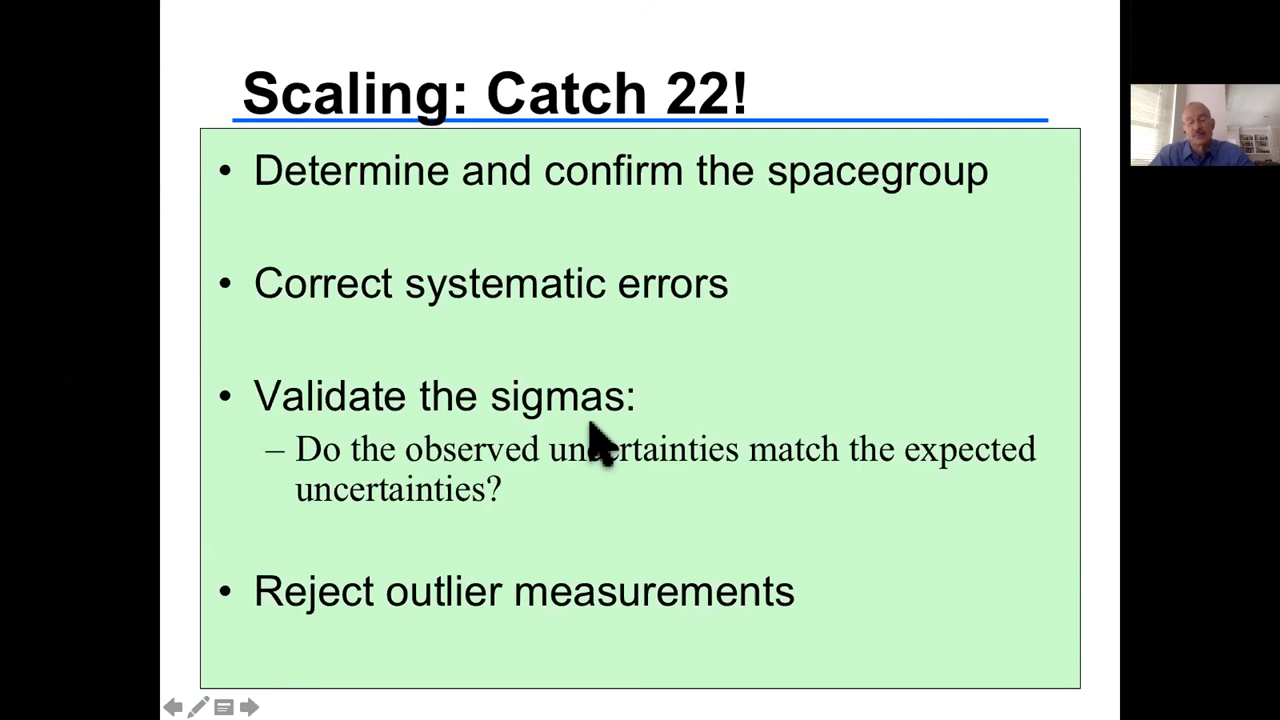 Scaling: Catch 22!
• Determine and confirm the spacegroup
• Correct systematic errors
• Validate the sigmas:
– Do the observed uncertainties match the expected
uncertainties?
• Reject outlier measurements